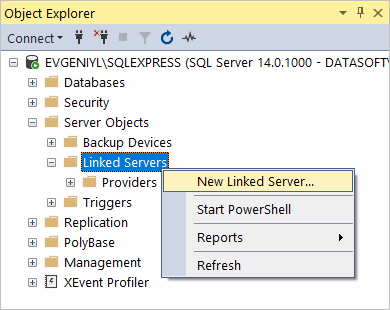 Object Explorer
Connect
EVGENIYL\SQLEXPRESS (SQL Server 14.0.1000 - DATASOFT
Databases
Security
Server Objects
Backup Devices
Linked Servers
Providers
New Linked Server...
Triggers
Start PowerShell
Replication
Reports
PolyBase
Management
Refresh
XEvent Profiler